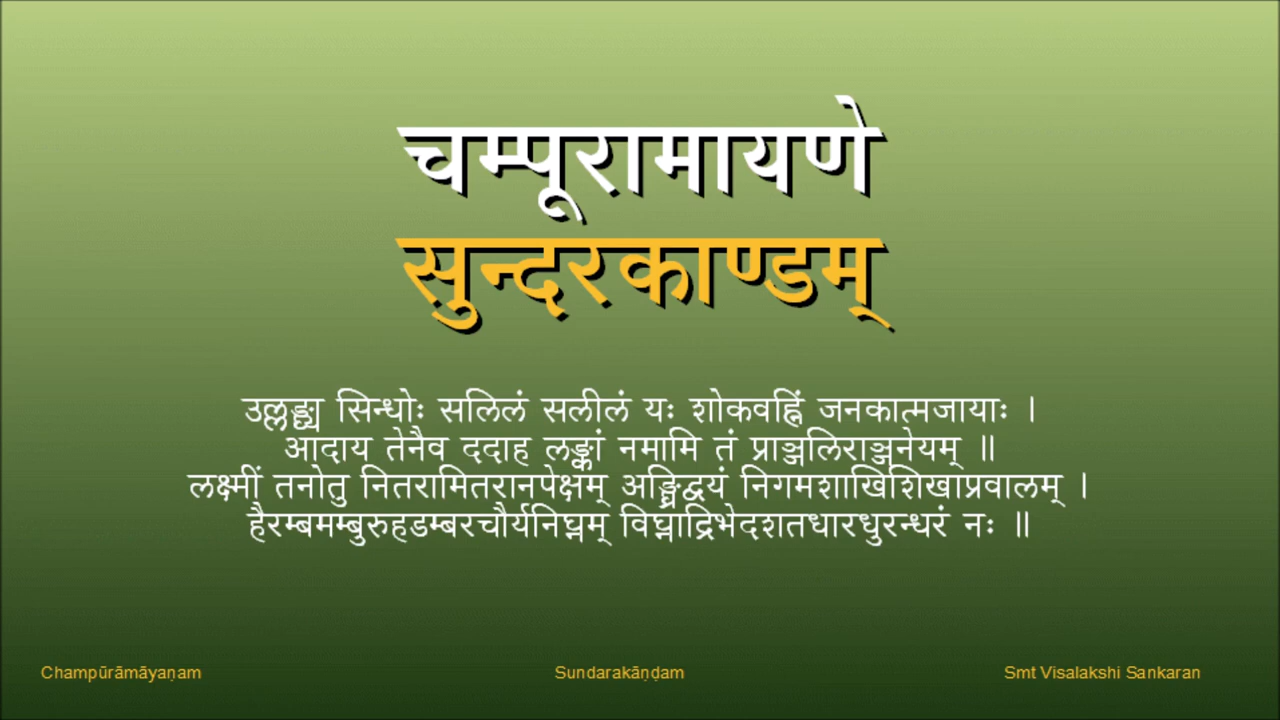 चम्पूरामायणे
सुन्दरकाण्डम्
उल्लङ्घ्य सिन्धोः सलिलं सलीलं यः शोकवह्निं जनकात्मजायाः ।
आदाय तेनैव ददाह लङ्कां नमामि तं प्राञ्जलिराञ्जनेयम् ॥
लक्ष्मीं तनोतु नितरामितरानपेक्षम् अङ्घ्रिद्वयं निगमशाखिशिखाप्रवालम् ।
हैरम्बमम्बुरुहडम्बरचौर्यनिघ्नम् विघ्नाद्रिभेदशतधारधुरन्धरं नः ॥
Champūrāmāyaṇam Sundarakāṇḍam Smt Visalakshi Sankaran